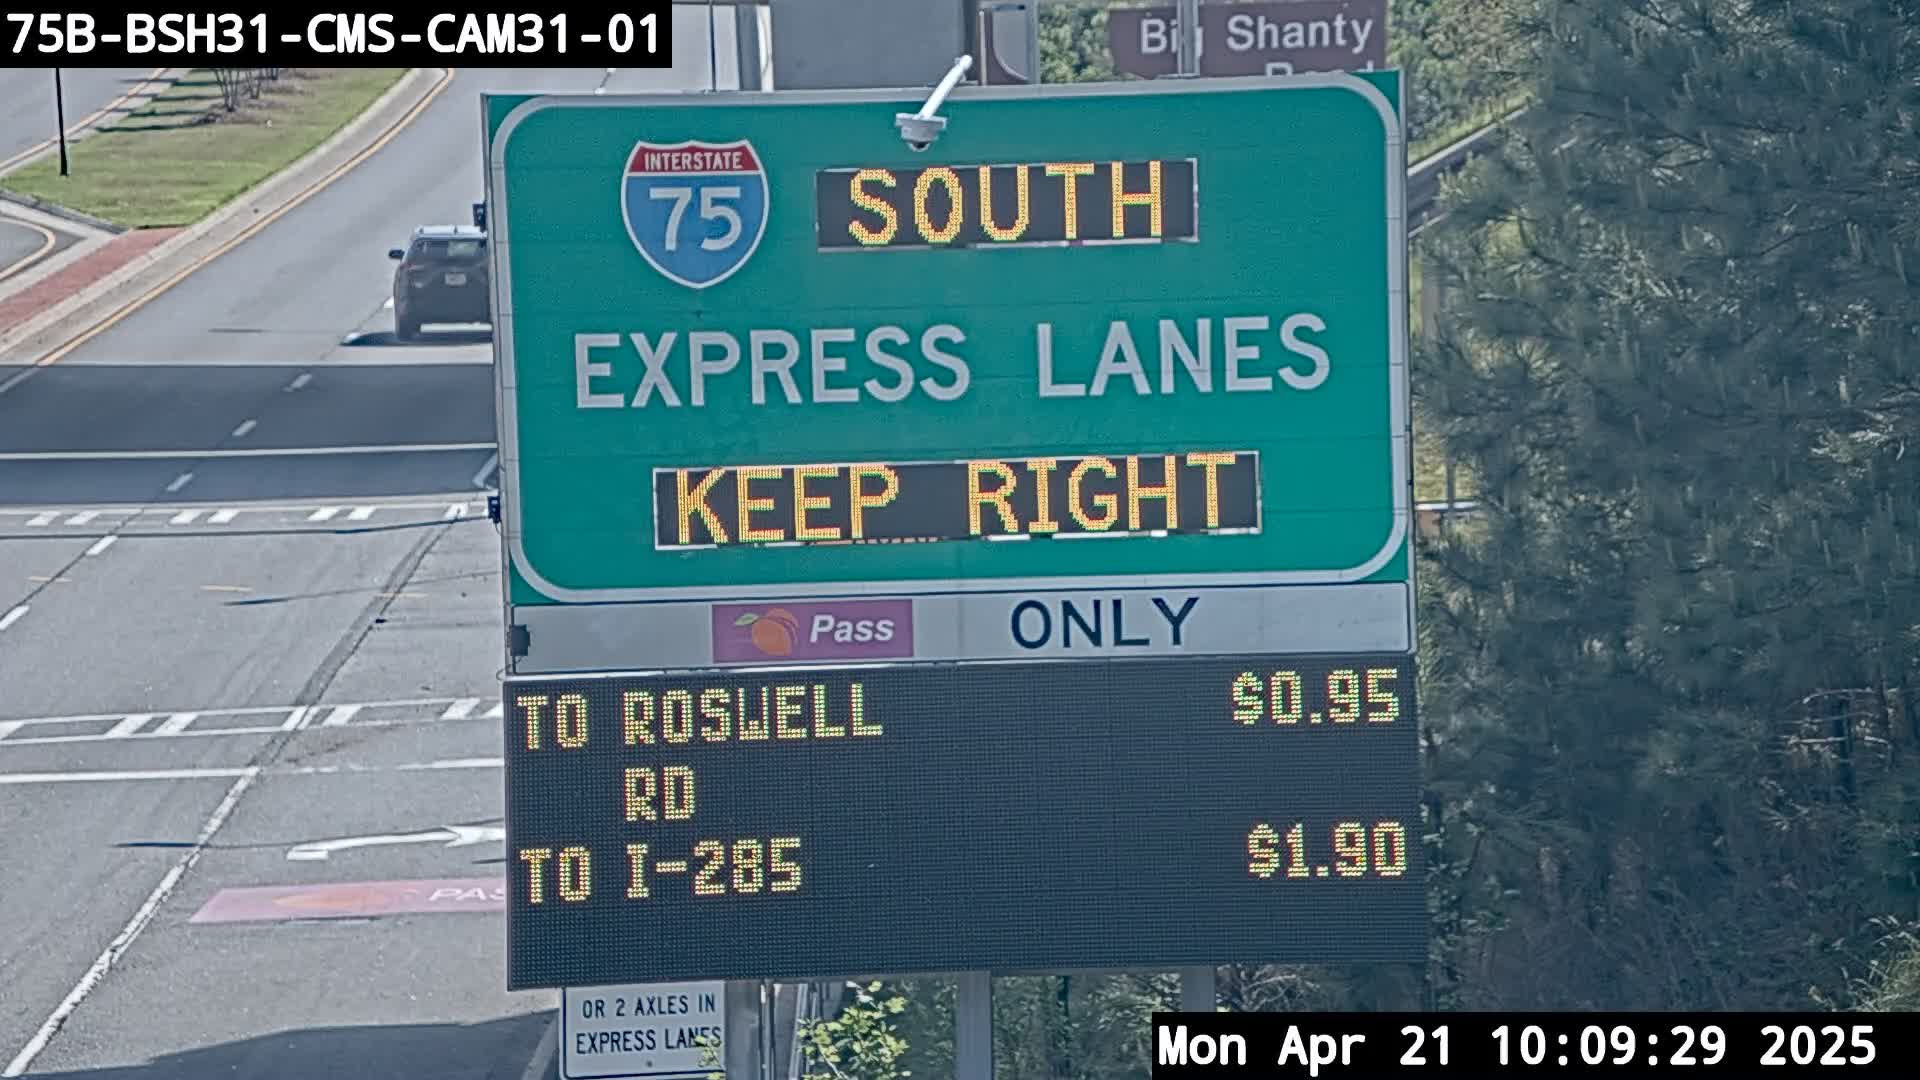 75B-BSH31-CMS-CAM31-01
Big Shanty
Road
INTERSTATE
75
SOUTH
EXPRESS LANES
KEEP RIGHT
Pass
ONLY
TO ROSWELL $0.95
RD
TO I-285 $1.90
PAS
OR 2 AXLES IN
EXPRESS LANES
Mon Apr 21 10:09:29 2025